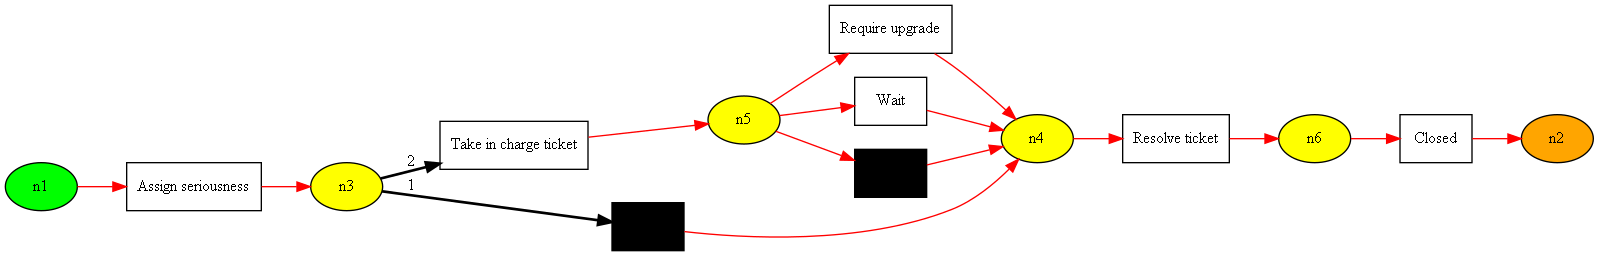 n1
Assign seriousness
n3
2
1
Take in charge ticket
n5
Require upgrade
Wait
n4
Resolve ticket
n6
Closed
n2